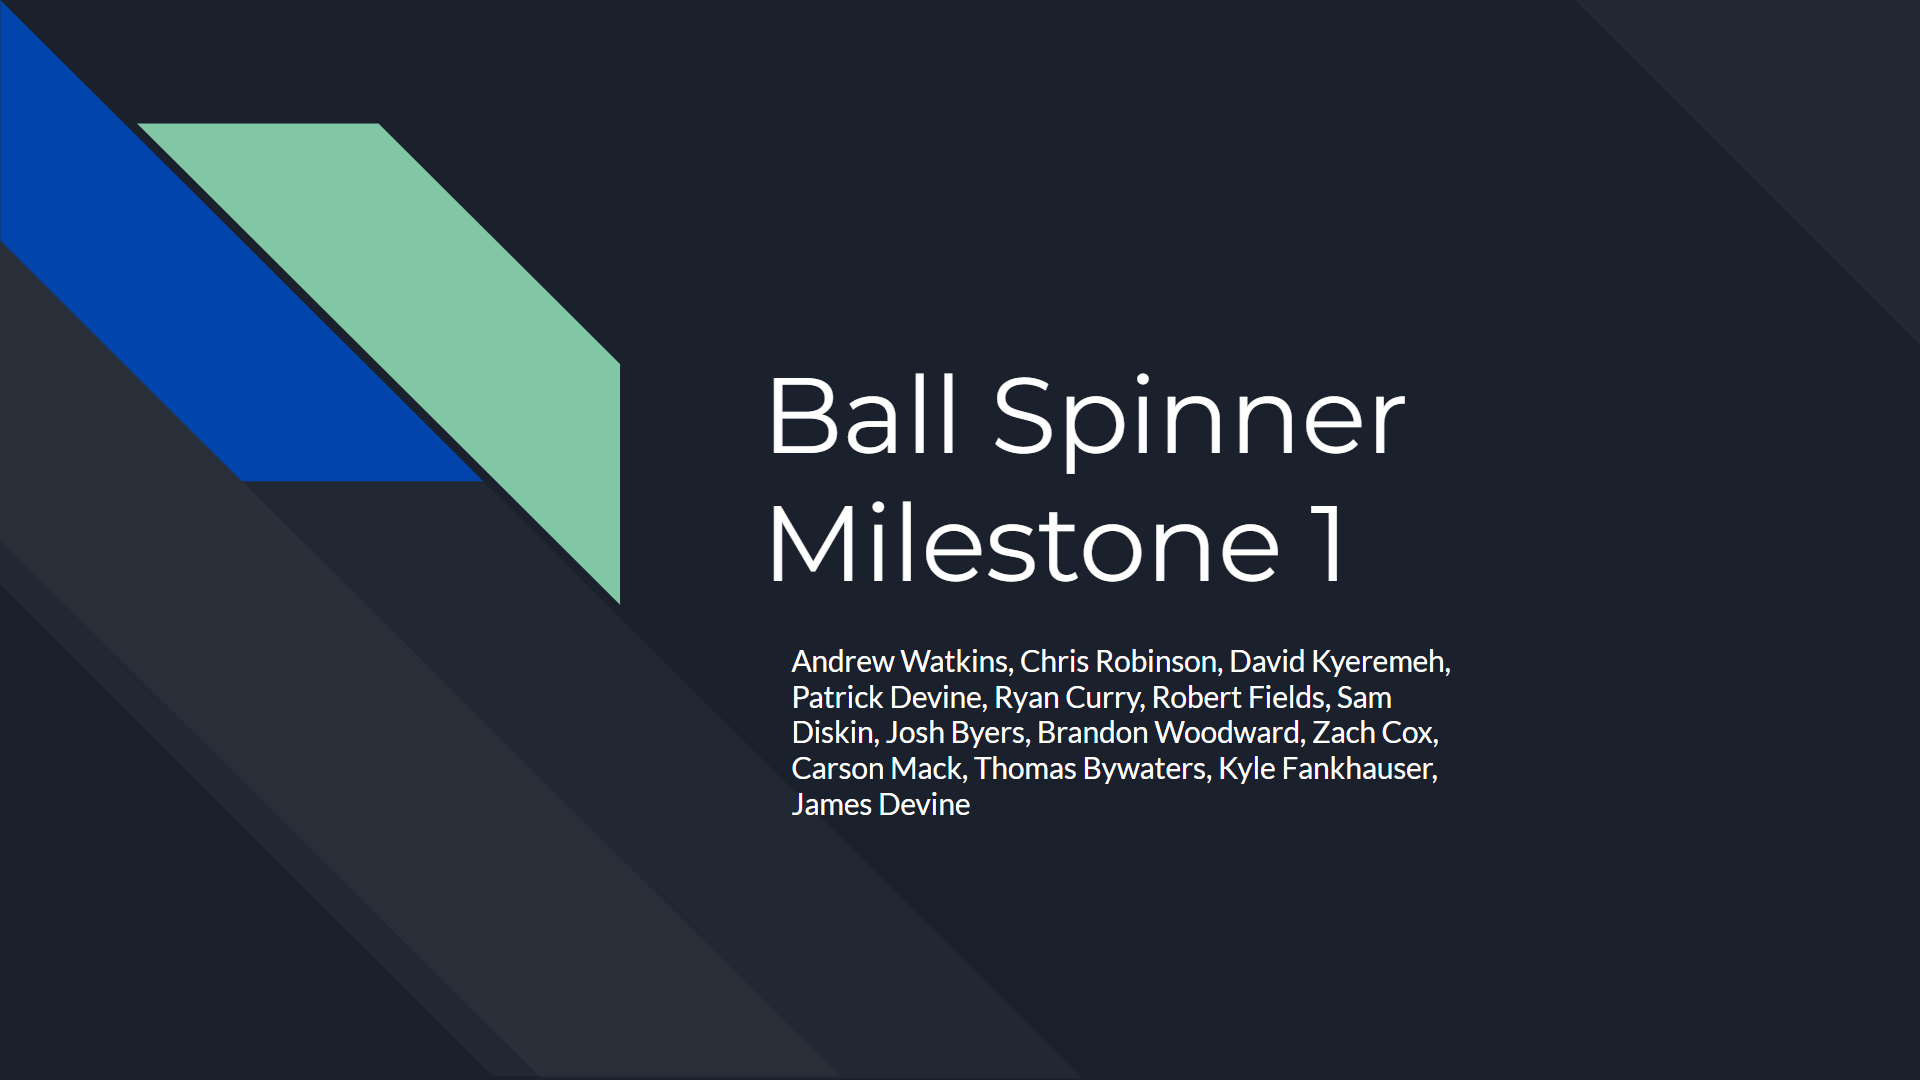 Ball Spinner
Milestone 1
Andrew Watkins, Chris Robinson, David Kyeremeh,
Patrick Devine, Ryan Curry, Robert Fields, Sam
Diskin, Josh Byers, Brandon Woodward, Zach Cox,
Carson Mack, Thomas Bywaters, Kyle Fankhauser,
James Devine